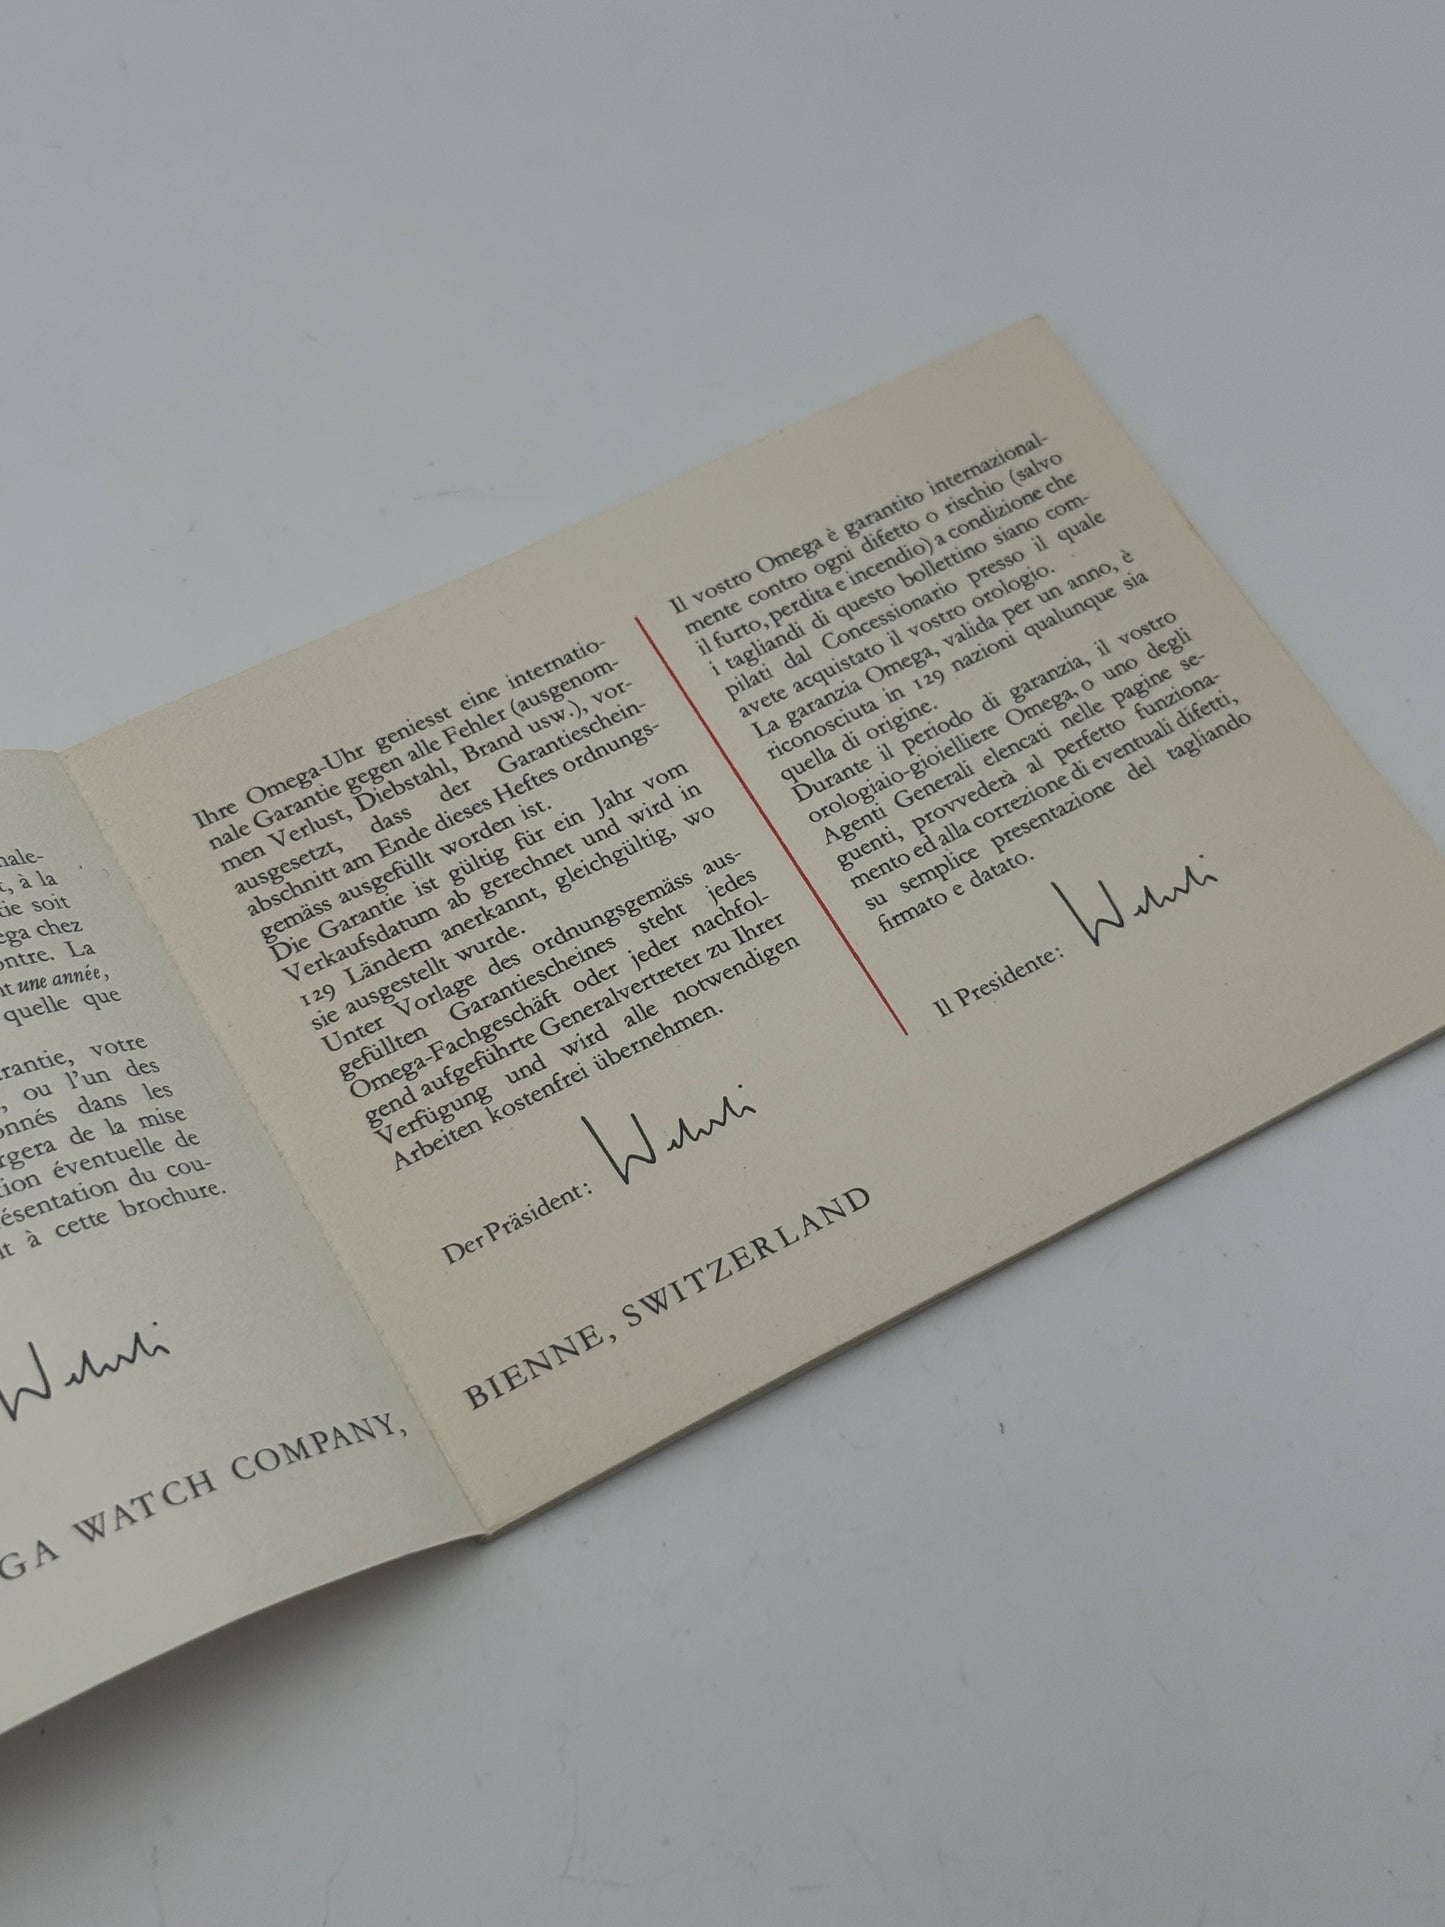 nale-
, à la
tie soit
ega chez
ontre. La
nt une année,
quelle que
rantie, votre
, ou l'un des
onnés dans les
rgera de la mise
tion éventuelle de
ésentation du cou-
nt à cette brochure.
GA WATCH COMPANY,
Ihre Omega-Uhr geniesst eine internatio-
nale Garantie gegen alle Fehler (ausgenom-
men Verlust, Diebstahl, Brand usw.), vor-
ausgesetzt, dass der Garantieschein-
abschnitt am Ende dieses Heftes ordnungs-
gemäss ausgefüllt worden ist.
Die Garantie ist gültig für ein Jahr vom
Verkaufsdatum ab gerechnet und wird in
129 Ländern anerkannt, gleichgültig, wo
sie ausgestellt wurde.
Unter Vorlage des ordnungsgemäss aus-
gefüllten Garantiescheines steht jedes
Omega-Fachgeschäft oder jeder nachfol-
gend aufgeführte Generalvertreter zu Ihrer
Verfügung und wird alle notwendigen
Arbeiten kostenfrei übernehmen.
Der Präsident:
BIENNE, SWITZERLAND
Il vostro Omega è garantito internazional-
mente contro ogni difetto o rischio (salvo
il furto, perdita e incendio) a condizione che
i tagliandi di questo bollettino siano com-
pilati dal Concessionario presso il quale
avete acquistato il vostro orologio.
La garanzia Omega, valida per un anno, è
riconosciuta in 129 nazioni qualunque sia
quella di origine.
Durante il periodo di garanzia, il vostro
orologiaio-gioielliere Omega, o uno degli
Agenti Generali elencati nelle pagine se-
guenti, provvederà al perfetto funziona-
mento ed alla correzione di eventuali difetti,
su semplice presentazione del tagliando
firmato e datato.
Il Presidente: